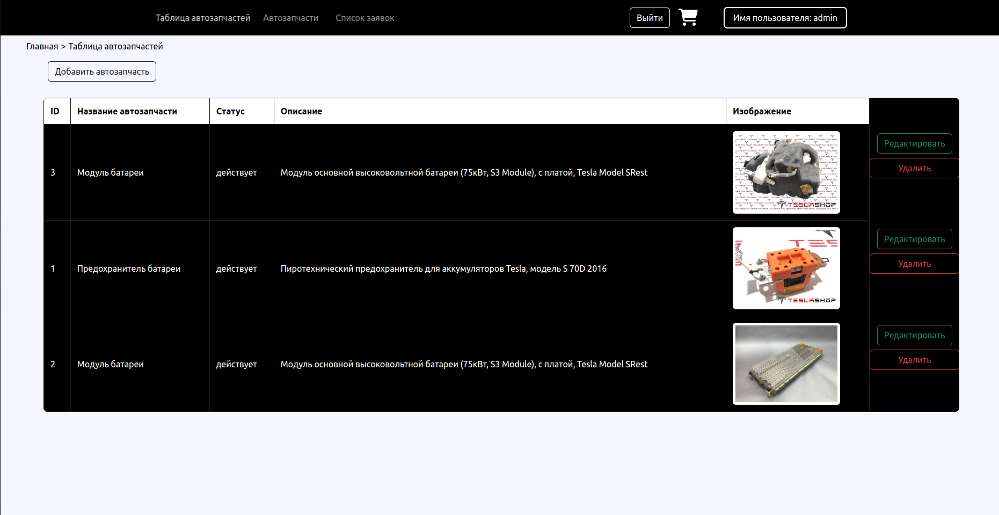 Таблица автозапчастей Автозапчасти Список заявок Выйти Имя пользователя: admin
Главная > Таблица автозапчастей
Добавить автозапчасть
ID Название автозапчасти Статус Описание Изображение
3 Модуль батареи действует Модуль основной высоковольтной батареи (75кВт, S3 Module), с платой, Tesla Model SRest
TESLASHOP
Редактировать
Удалить
1 Предохранитель батареи действует Пиротехнический предохранитель для аккумуляторов Tesla, модель S 70D 2016
TESLASHOP
Редактировать
Удалить
2 Модуль батареи действует Модуль основной высоковольтной батареи (75кВт, S3 Module), с платой, Tesla Model SRest
Редактировать
Удалить